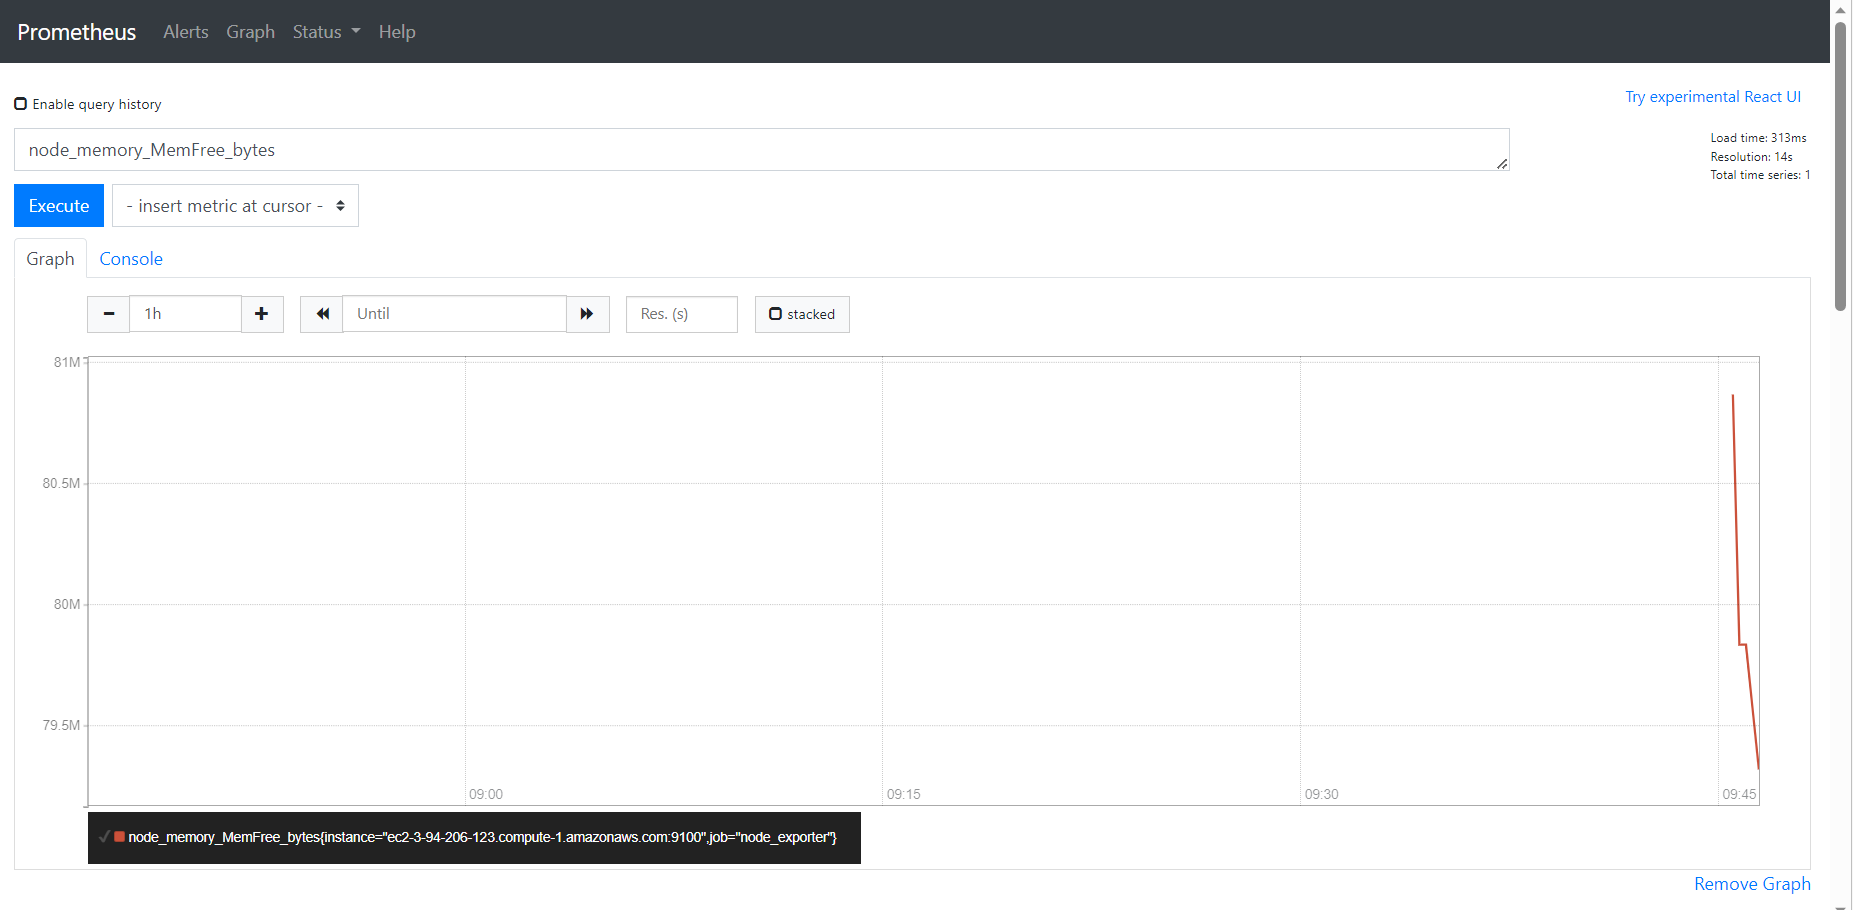 Prometheus Alerts Graph Status Help
Enable query history
Try experimental React UI
node_memory_MemFree_bytes
Load time: 313ms
Resolution: 14s
Total time series: 1
Execute - insert metric at cursor -
Graph Console
1h Until Res. (s) stacked
81M
80.5M
80M
79.5M
09:00 09:15 09:30 09:45
node_memory_MemFree_bytes{instance="ec2-3-94-206-123.compute-1.amazonaws.com:9100",job="node_exporter"}
Remove Graph